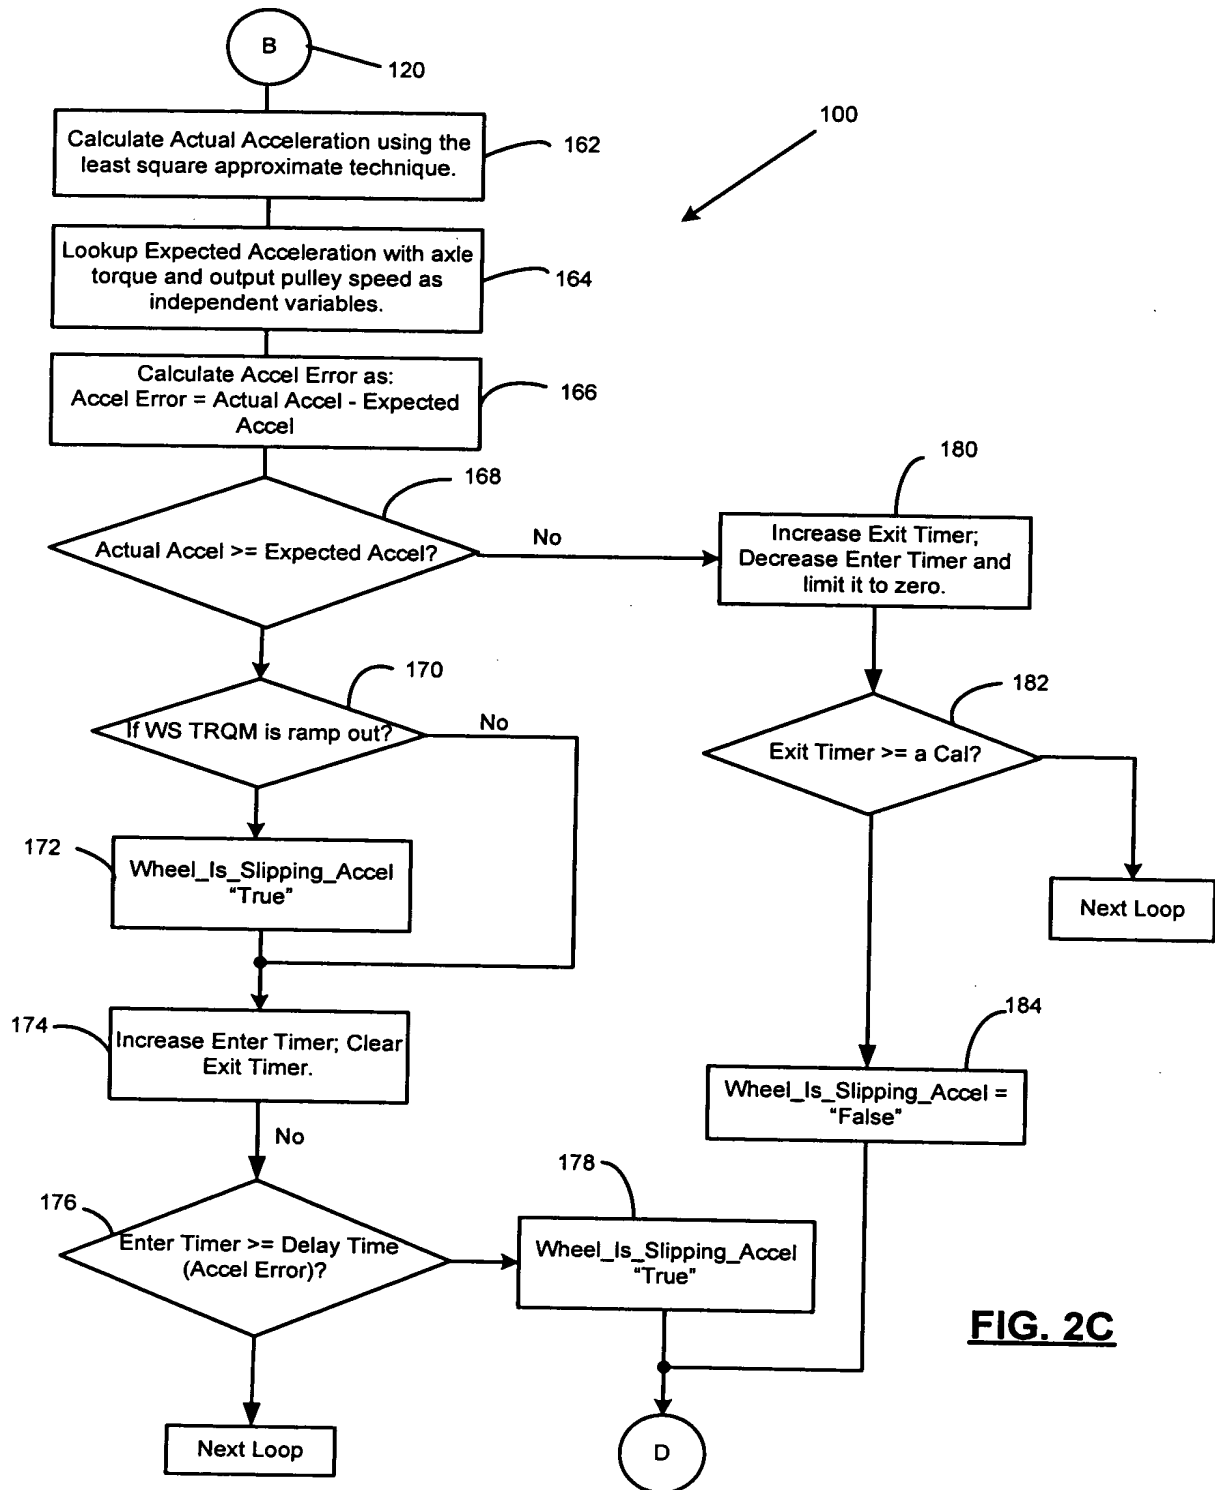 B
120
100
Calculate Actual Acceleration using the
least square approximate technique.
162
Lookup Expected Acceleration with axle
torque and output pulley speed as
independent variables.
164
Calculate Accel Error as:
Accel Error = Actual Accel - Expected
Accel
166
168
Actual Accel >= Expected Accel?
No
180
Increase Exit Timer;
Decrease Enter Timer and
limit it to zero.
170
If WS TRQM is ramp out?
No
182
Exit Timer >= a Cal?
172
Wheel_Is_Slipping_Accel
“True”
Next Loop
174
Increase Enter Timer; Clear
Exit Timer.
184
Wheel_Is_Slipping_Accel =
“False”
No
176
Enter Timer >= Delay Time
(Accel Error)?
178
Wheel_Is_Slipping_Accel
“True”
FIG. 2C
Next Loop
D